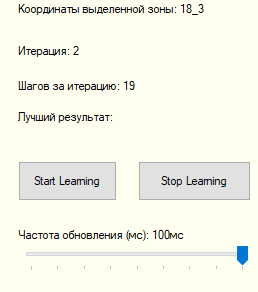 Координаты выделенной зоны: 18_3
Итерация: 2
Шагов за итерацию: 19
Лучший результат:
Start Learning Stop Learning
Частота обновления (мс): 100мс